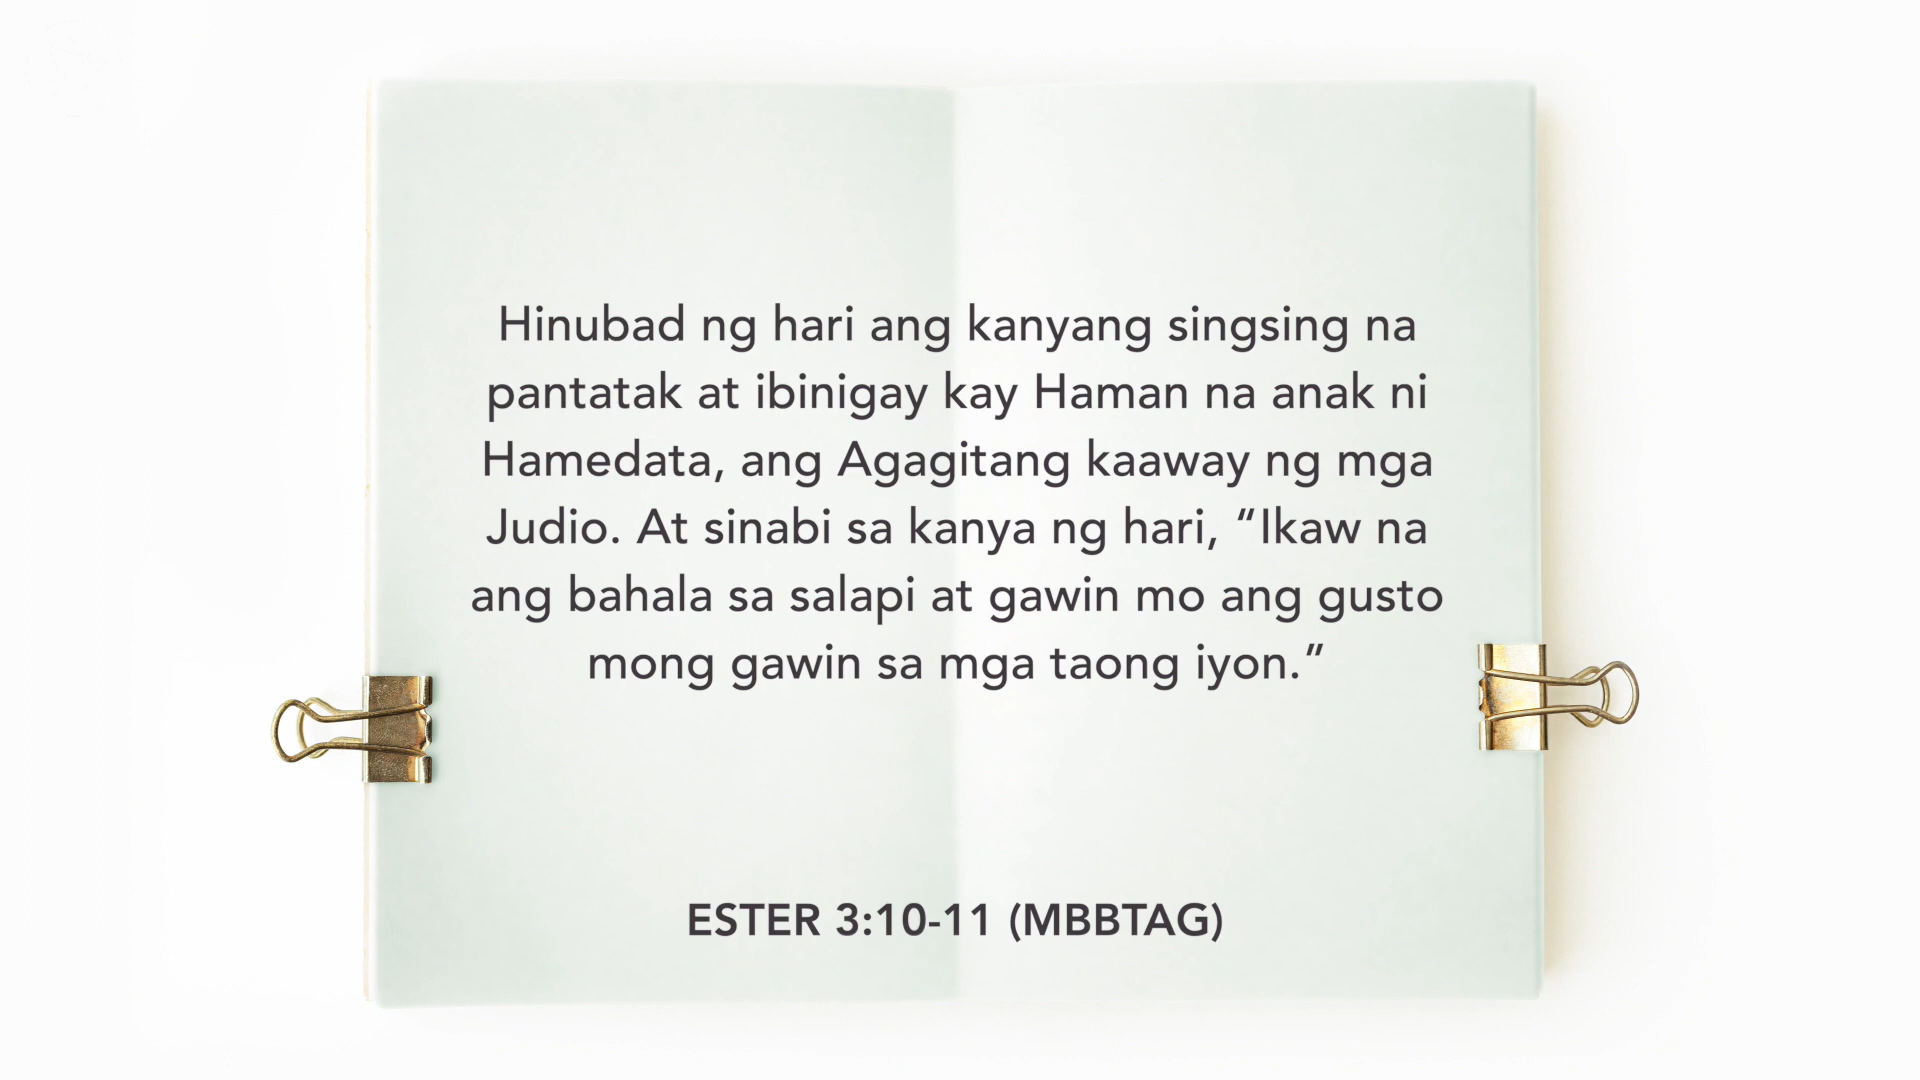 Hinubad ng hari ang kanyang singsing na
pantatak at ibinigay kay Haman na anak ni
Hamedata, ang Agagitang kaaway ng mga
Judio. At sinabi sa kanya ng hari, “Ikaw na
ang bahala sa salapi at gawin mo ang gusto
mong gawin sa mga taong iyon.”
ESTER 3:10-11 (MBBTAG)